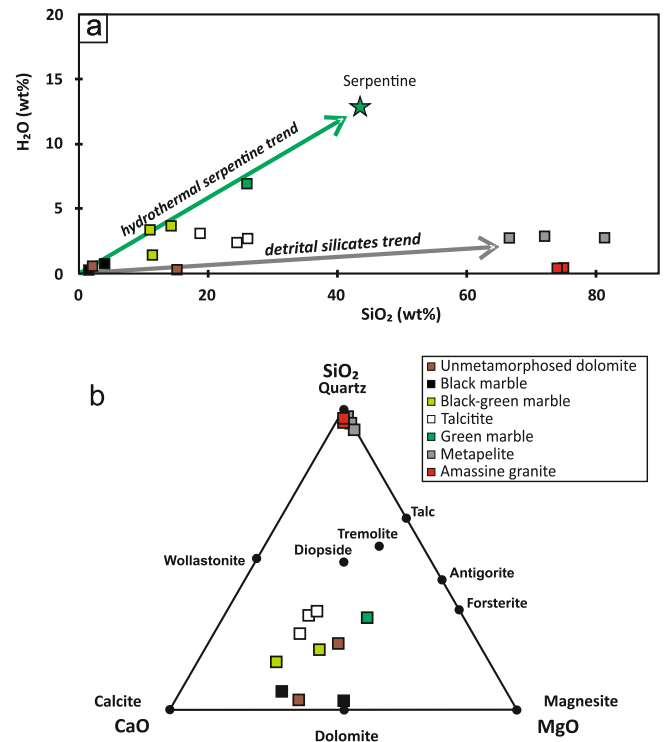 a
20
15
10
5
0
H₂O (wt%)
Serpentine
hydrothermal serpentine trend
detrital silicates trend
0
20
40
60
80
SiO₂ (wt%)
b
SiO₂
Quartz
Unmetamorphosed dolomite
Black marble
Black-green marble
Talcitite
Green marble
Metapelite
Amassine granite
Talc
Tremolite
Diopside
Wollastonite
Antigorite
Forsterite
Calcite
CaO
Magnesite
MgO
Dolomite